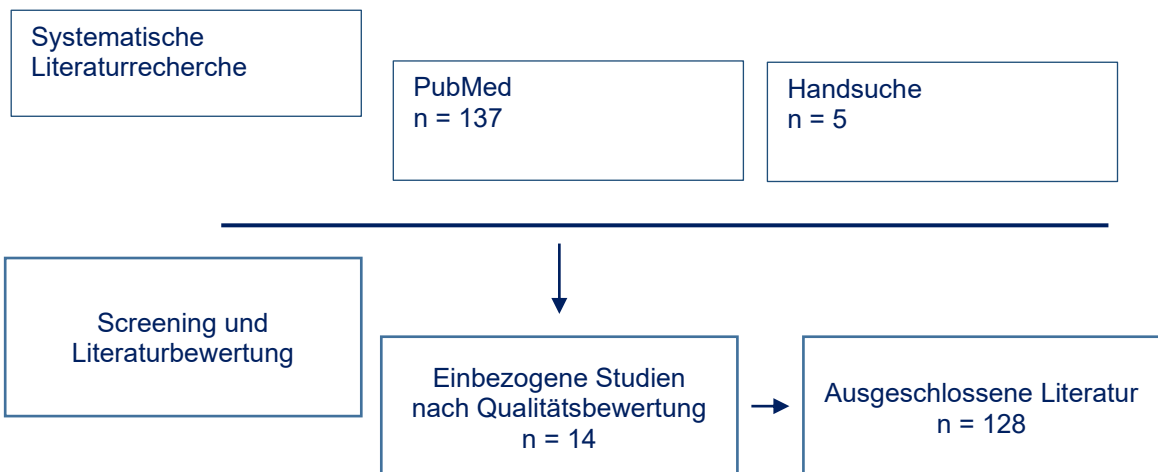 Systematische
Literaturrecherche
PubMed
n = 137
Handsuche
n = 5
Screening und
Literaturbewertung
Einbezogene Studien
nach Qualitätsbewertung
n = 14
Ausgeschlossene Literatur
n = 128